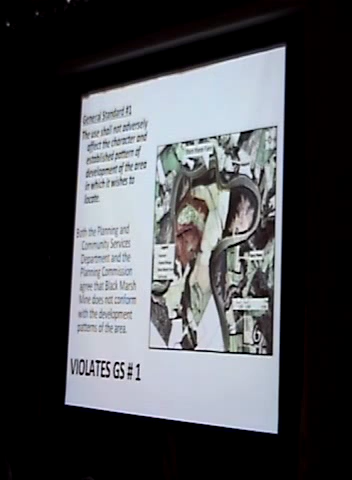 General Standard #1
The use shall not adversely
affect the character and
established pattern of
development of the area
in which it wishes to
locate.
Both the Planning and
Community Services
Department and the
Planning Commission
agree that Black Marsh
Mine does not conform
with the development
patterns of the area.
VIOLATES GS # 1